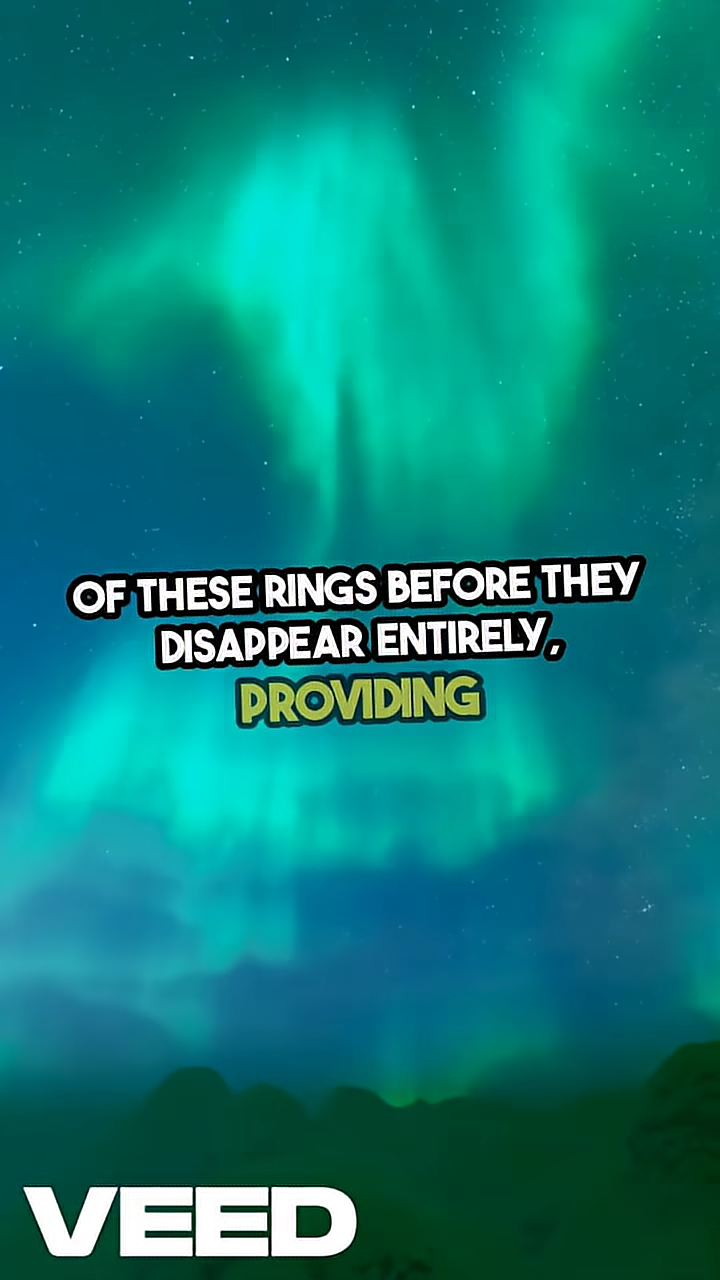 OF THESE RINGS BEFORE THEY
DISAPPEAR ENTIRELY,
PROVIDING
VEED